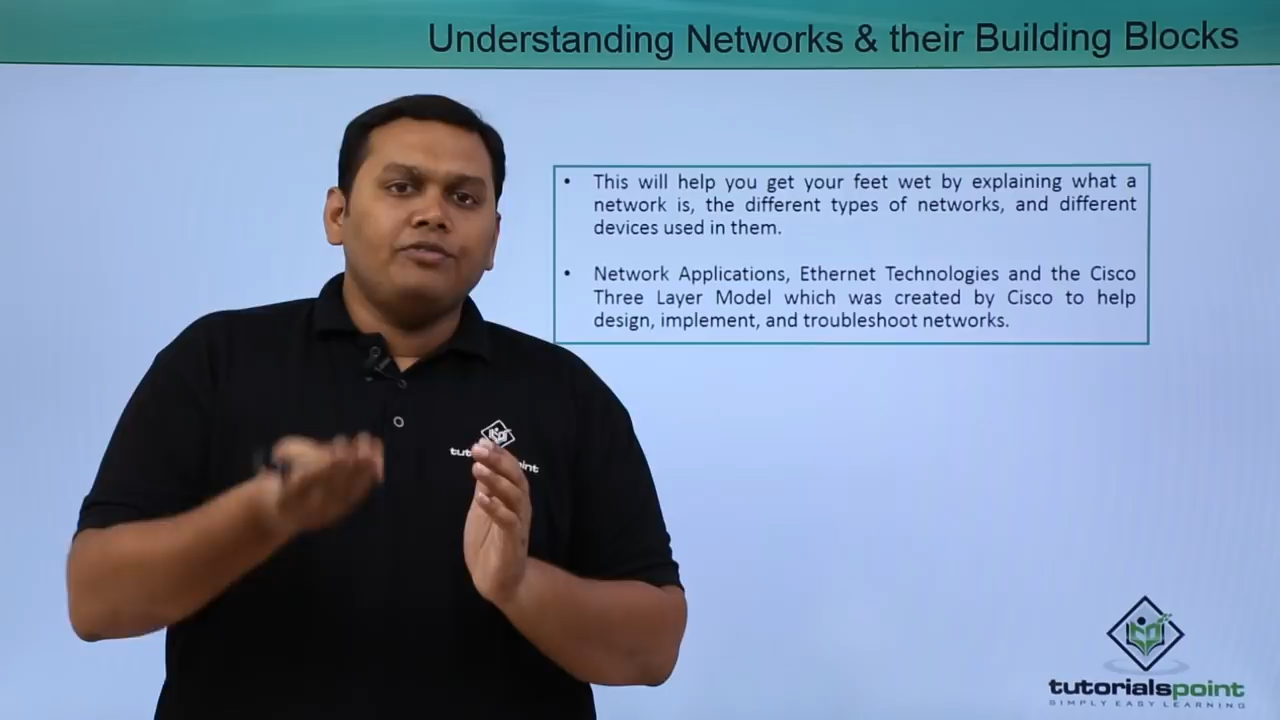 Understanding Networks & their Building Blocks
• This will help you get your feet wet by explaining what a
network is, the different types of networks, and different
devices used in them.
• Network Applications, Ethernet Technologies and the Cisco
Three Layer Model which was created by Cisco to help
design, implement, and troubleshoot networks.
tutorialspoint
SIMPLY EASY LEARNING